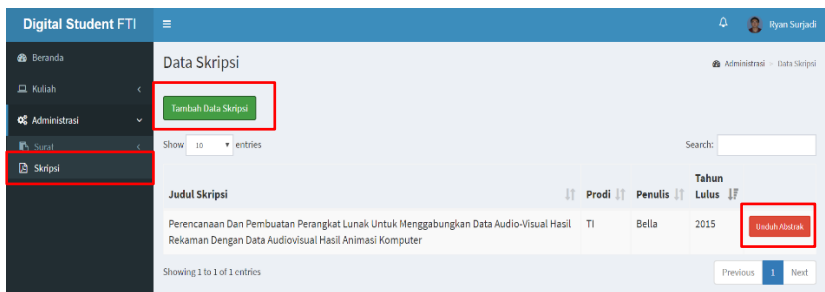 Digital Student FTI
Ryan Surjadi
Beranda
Kuliah
Administrasi
Surat
Skripsi
Data Skripsi
Administrasi > Data Skripsi
Tambah Data Skripsi
Show 10 entries
Search:
Judul Skripsi Prodi Penulis Tahun Lulus
Perencanaan Dan Pembuatan Perangkat Lunak Untuk Menggabungkan Data Audio-Visual Hasil TI Bella 2015 Unduh Abstrak
Rekaman Dengan Data Audiovisual Hasil Animasi Komputer
Showing 1 to 1 of 1 entries
Previous 1 Next